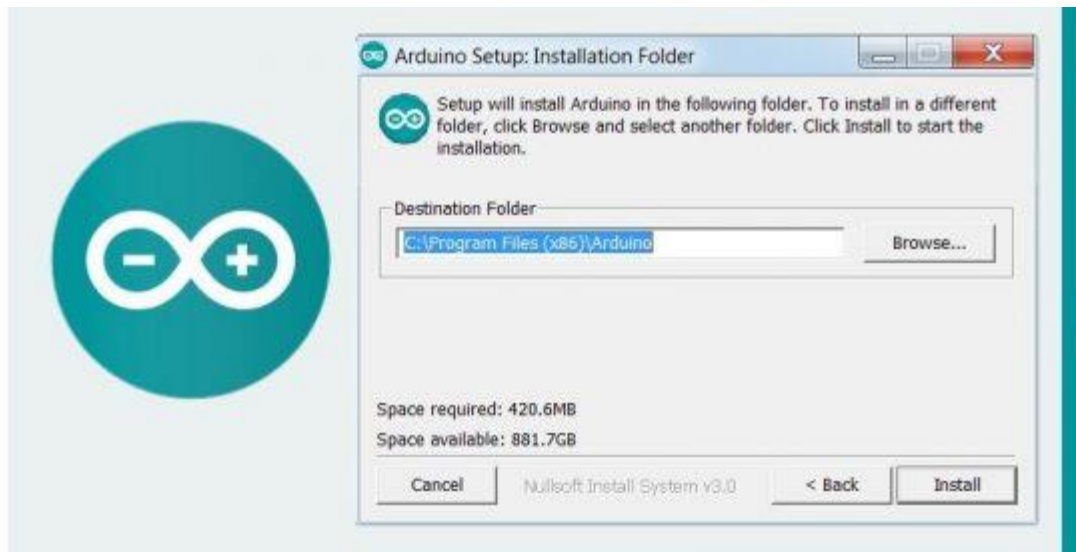 Arduino Setup: Installation Folder
Setup will install Arduino in the following folder. To install in a different
folder, click Browse and select another folder. Click Install to start the
installation.
Destination Folder
C:\Program Files (x86)\Arduino
Browse...
Space required: 420.6MB
Space available: 881.7GB
Cancel
Nullsoft Install System v3.0
< Back
Install